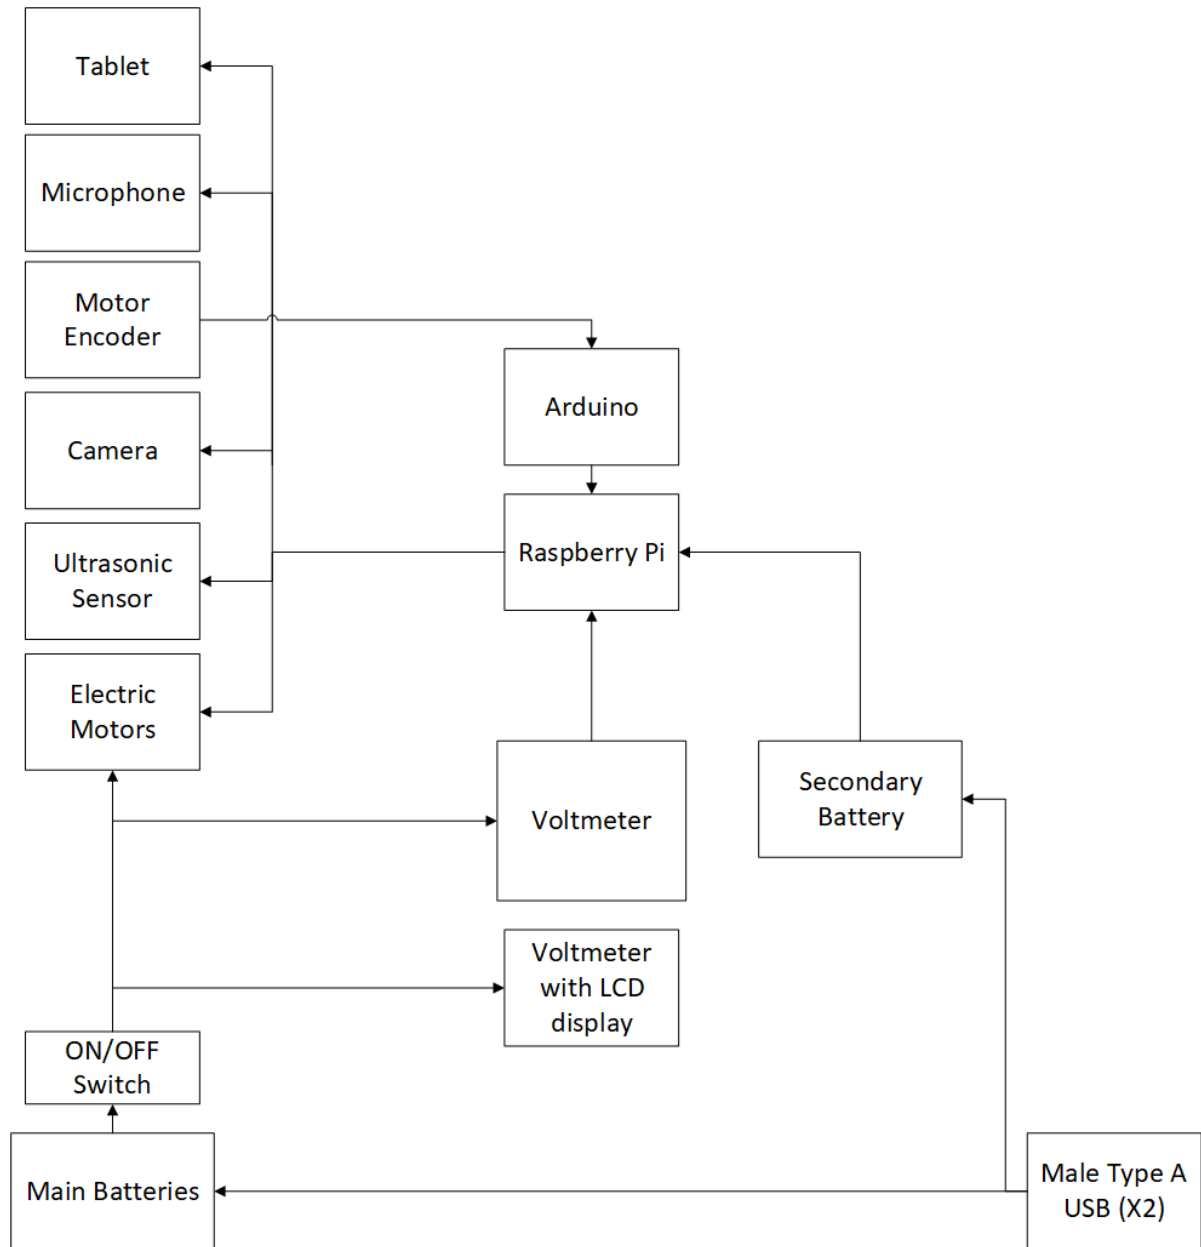 Tablet
Microphone
Motor
Encoder
Arduino
Camera
Raspberry Pi
Ultrasonic
Sensor
Electric
Motors
Voltmeter
Secondary
Battery
Voltmeter
with LCD
display
ON/OFF
Switch
Main Batteries
Male Type A
USB (X2)